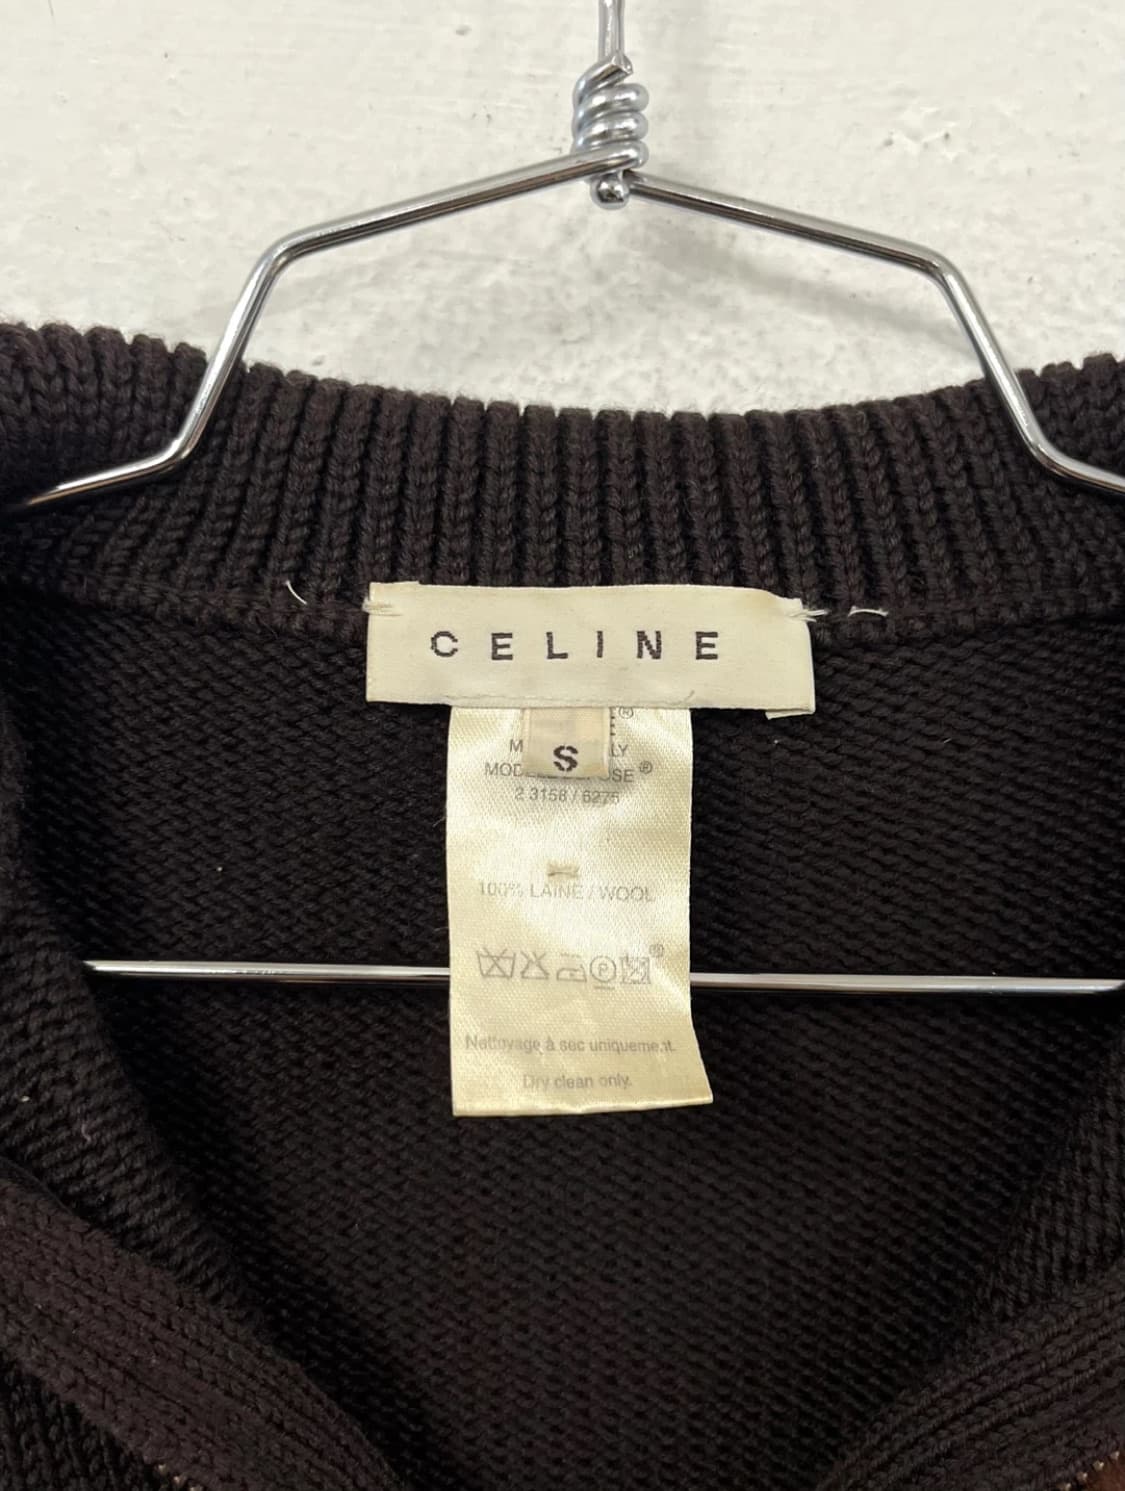 CELINE
S
2 3158 / 6275
100% LAINE / WOOL
Nettoyage à sec uniquement.
Dry clean only.